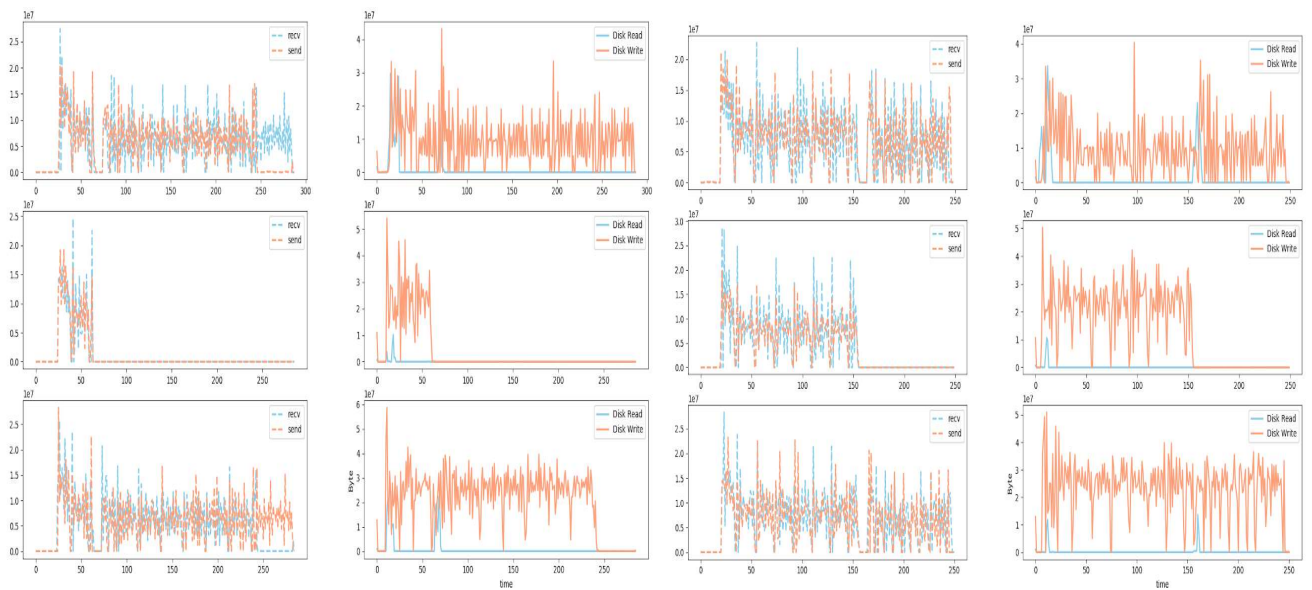 1e7
2.5
2.0
1.5
1.0
0.5
0.0
recv
send
0 50 100 150 200 250 300
1e7
4
3
2
1
0
Disk Read
Disk Write
0 50 100 150 200 250 300
1e7
2.5
2.0
1.5
1.0
0.5
0.0
recv
send
0 50 100 150 200 250
1e7
4
3
2
1
0
Disk Read
Disk Write
0 50 100 150 200 250
1e7
2.5
2.0
1.5
1.0
0.5
0.0
recv
send
0 50 100 150 200 250
1e7
5
4
3
2
1
0
Disk Read
Disk Write
0 50 100 150 200 250
1e7
3.0
2.5
2.0
1.5
1.0
0.5
0.0
recv
send
0 50 100 150 200 250
1e7
5
4
3
2
1
0
Disk Read
Disk Write
0 50 100 150 200 250
1e7
2.5
2.0
1.5
1.0
0.5
0.0
recv
send
0 50 100 150 200 250
1e7
6
5
4
3
2
1
0
Byte
Disk Read
Disk Write
0 50 100 150 200 250
time
1e7
2.5
2.0
1.5
1.0
0.5
0.0
recv
send
0 50 100 150 200 250
1e7
5
4
3
2
1
0
Byte
Disk Read
Disk Write
0 50 100 150 200 250
time